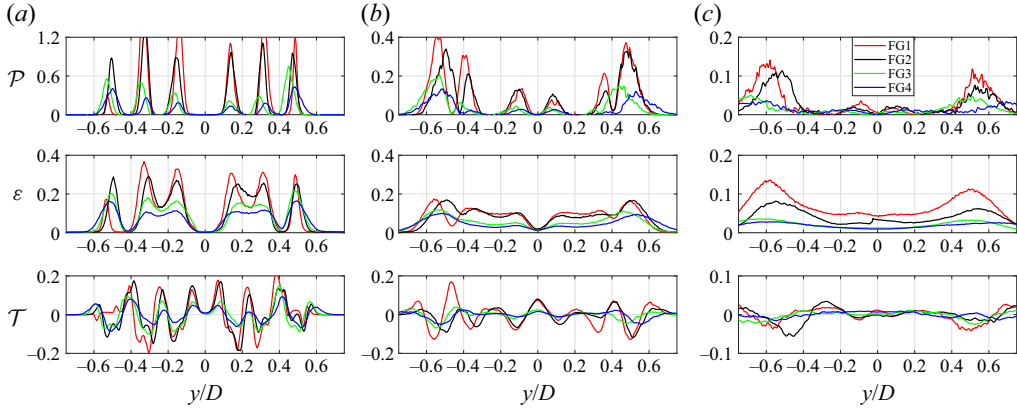 (a) (b) (c)
1.2 0.4 0.2
FG1
FG2
FG3
FG4
𝒫 0.6 0.2 0.1
0 0 0
−0.6 −0.4 −0.2 0 0.2 0.4 0.6 −0.6 −0.4 −0.2 0 0.2 0.4 0.6 −0.6 −0.4 −0.2 0 0.2 0.4 0.6
0.4 0.4 0.2
ε 0.2 0.2 0.1
0 0 0
−0.6 −0.4 −0.2 0 0.2 0.4 0.6 −0.6 −0.4 −0.2 0 0.2 0.4 0.6 −0.6 −0.4 −0.2 0 0.2 0.4 0.6
0.2 0.2 0.1
𝒯 0 0 0
−0.2 −0.2 −0.1
−0.6 −0.4 −0.2 0 0.2 0.4 0.6 −0.6 −0.4 −0.2 0 0.2 0.4 0.6 −0.6 −0.4 −0.2 0 0.2 0.4 0.6
y/D y/D y/D